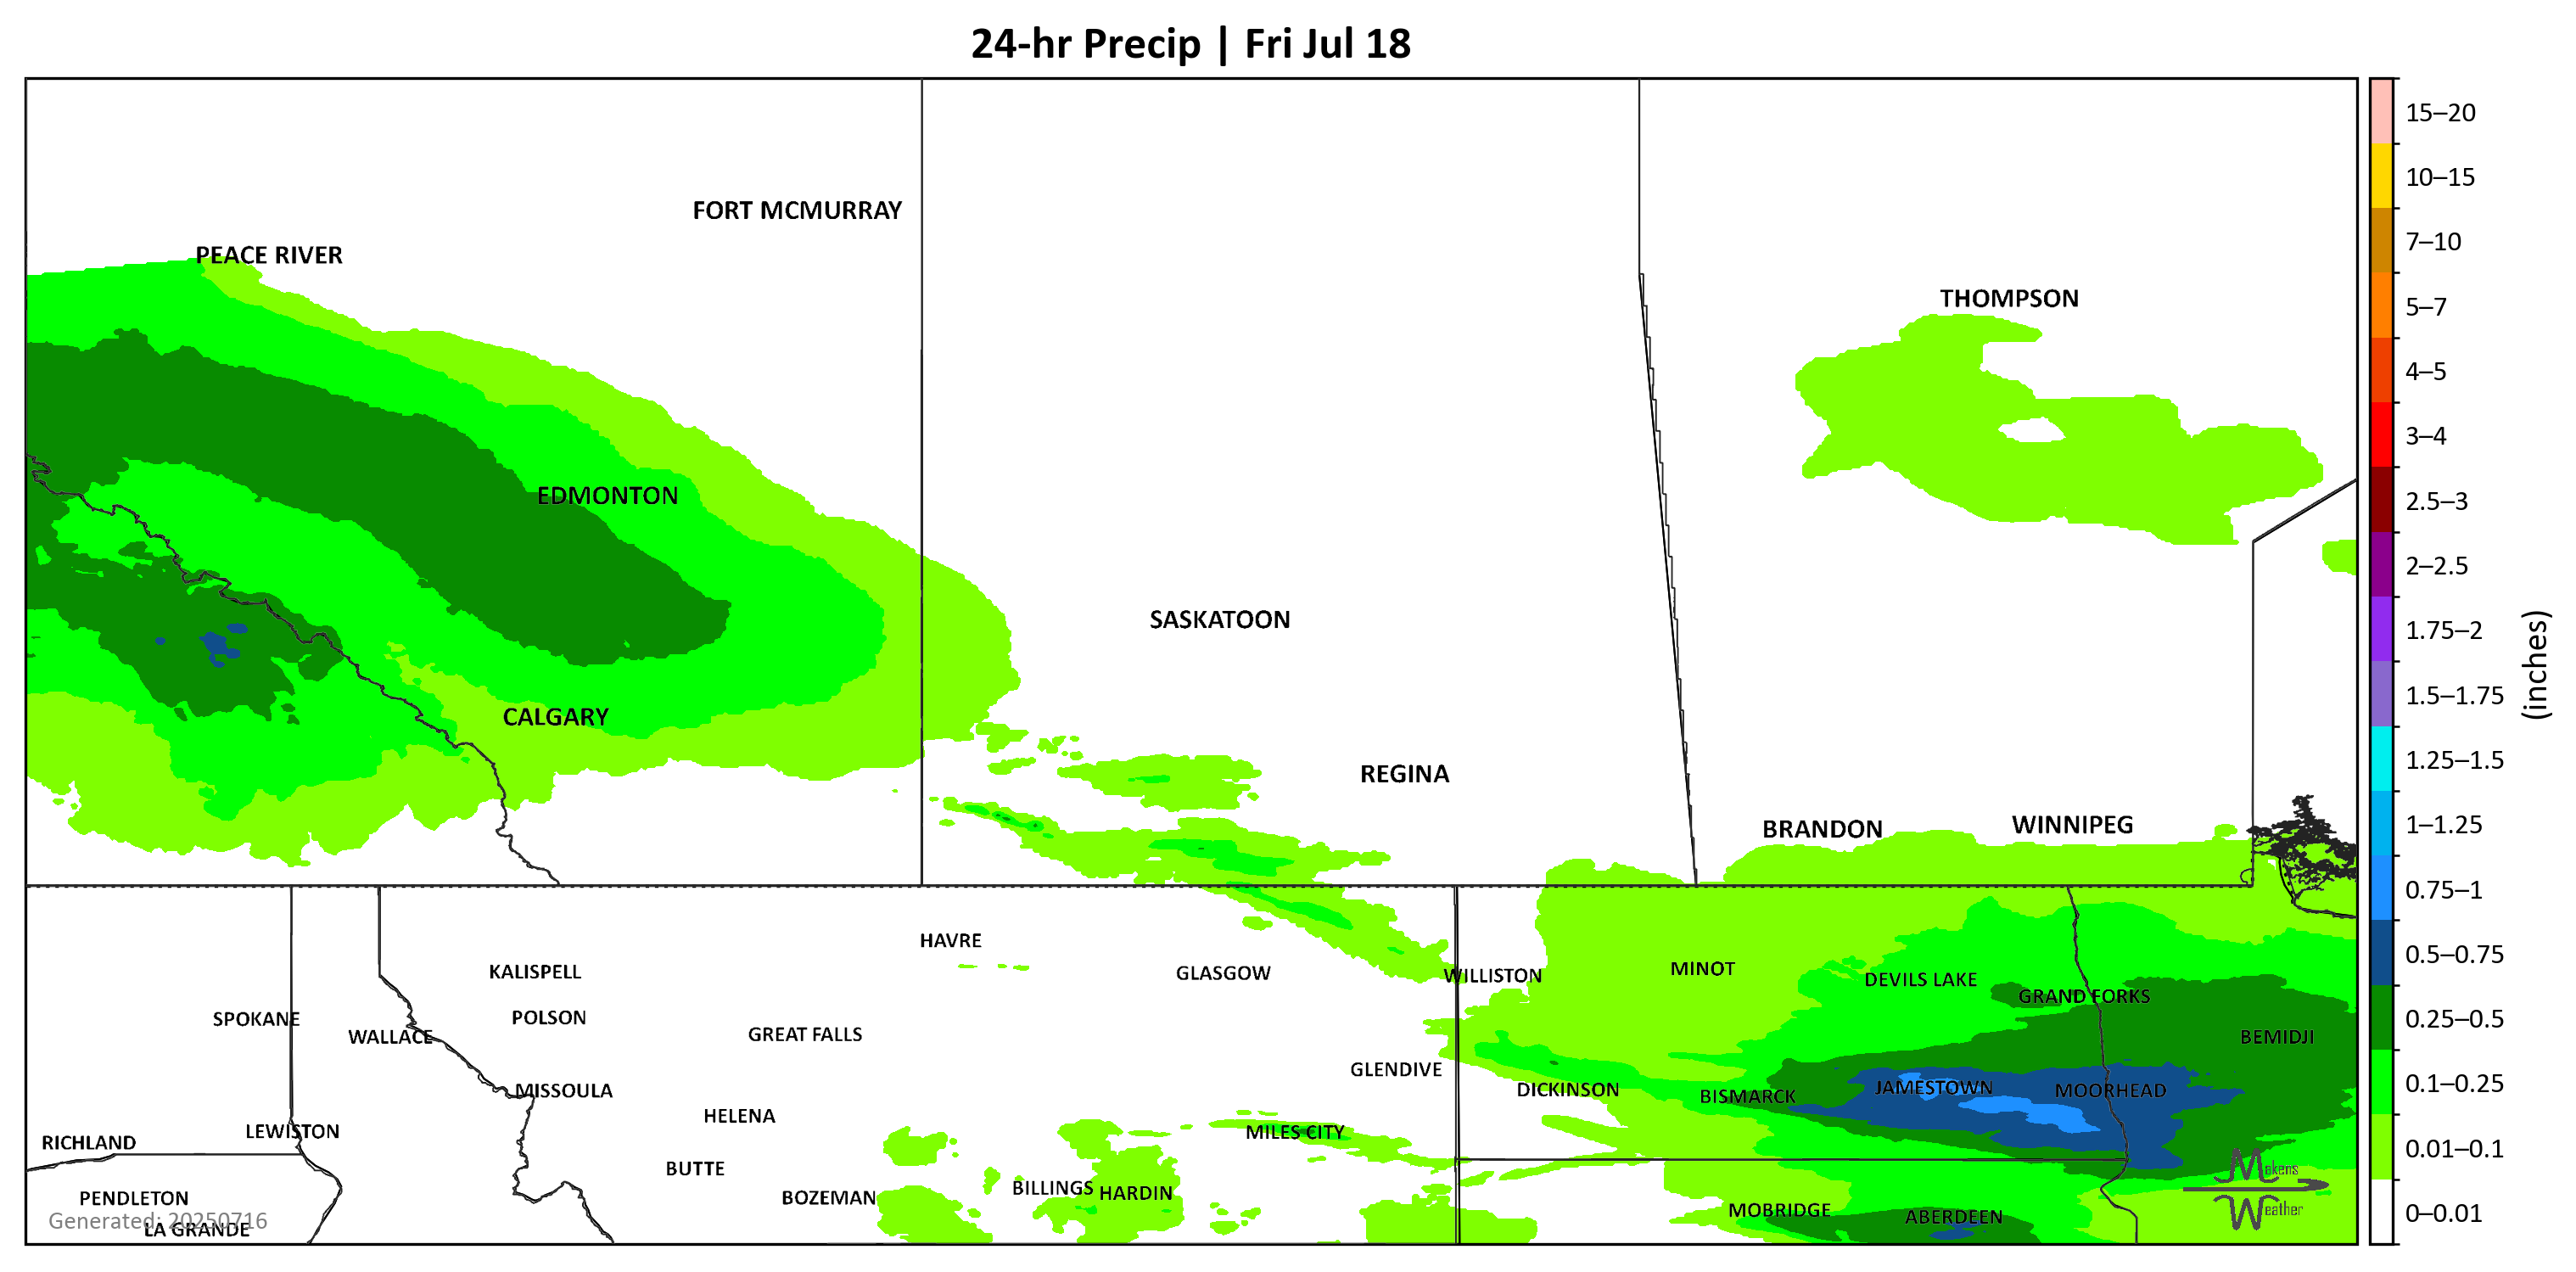 24-hr Precip | Fri Jul 18
FORT MCMURRAY
PEACE RIVER
THOMPSON
EDMONTON
SASKATOON
CALGARY
REGINA
BRANDON
WINNIPEG
HAVRE
KALISPELL
GLASGOW
WILLISTON
MINOT
DEVILS LAKE
GRAND FORKS
SPOKANE
POLSON
WALLACE
GREAT FALLS
BEMIDJI
GLENDIVE
MISSOULA
DICKINSON
BISMARCK
JAMESTOWN
MOORHEAD
HELENA
RICHLAND
LEWISTON
MILES CITY
BUTTE
PENDLETON
BOZEMAN
BILLINGS
HARDIN
MOBRIDGE
ABERDEEN
Generated: 20250716
LA GRANDE
Makens
Weather
15–20
10–15
7–10
5–7
4–5
3–4
2.5–3
2–2.5
1.75–2
1.5–1.75
1.25–1.5
1–1.25
0.75–1
0.5–0.75
0.25–0.5
0.1–0.25
0.01–0.1
0–0.01
(inches)